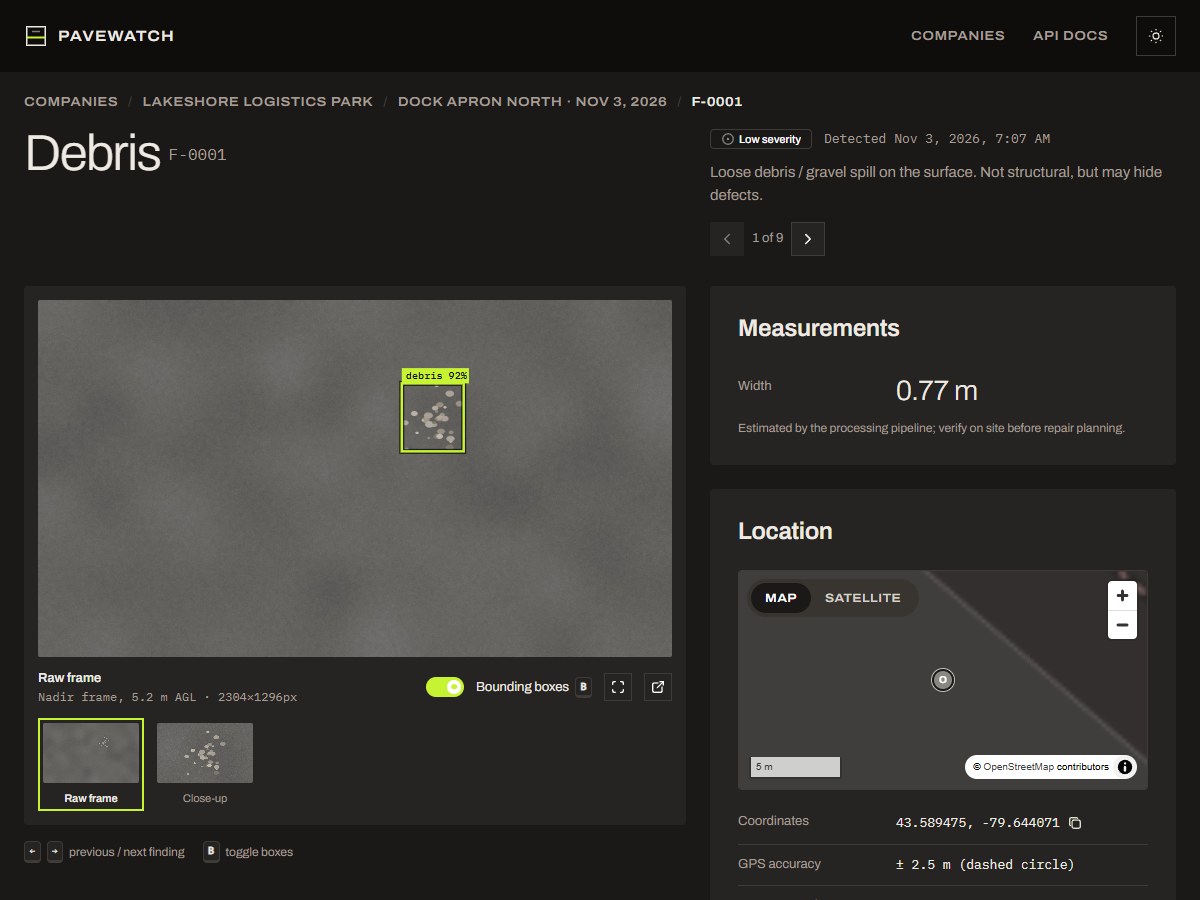 PAVEWATCH
COMPANIES
API DOCS
COMPANIES / LAKESHORE LOGISTICS PARK / DOCK APRON NORTH · NOV 3, 2026 / F-0001
Debris F-0001
Low severity
Detected Nov 3, 2026, 7:07 AM
Loose debris / gravel spill on the surface. Not structural, but may hide
defects.
1 of 9
debris 92%
Raw frame
Nadir frame, 5.2 m AGL · 2304×1296px
Bounding boxes B
Raw frame
Close-up
← → previous / next finding B toggle boxes
Measurements
Width 0.77 m
Estimated by the processing pipeline; verify on site before repair planning.
Location
MAP SATELLITE
+
−
O
5 m
© OpenStreetMap contributors
Coordinates 43.589475, -79.644071
GPS accuracy ± 2.5 m (dashed circle)